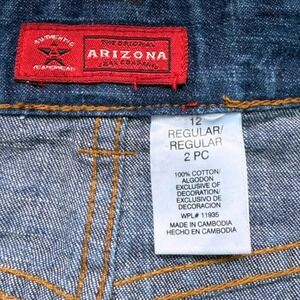 AUTHENTIC
JEANSWEAR
THE ORIGINAL
ARIZONA
JEAN COMPANY
12
REGULAR/
REGULAR
2 PC
100% COTTON/
ALGODON
EXCLUSIVE OF
DECORATION/
EXCLUSIVO DE
DECORACION
WPL# 11935
MADE IN CAMBODIA
HECHO EN CAMBODIA